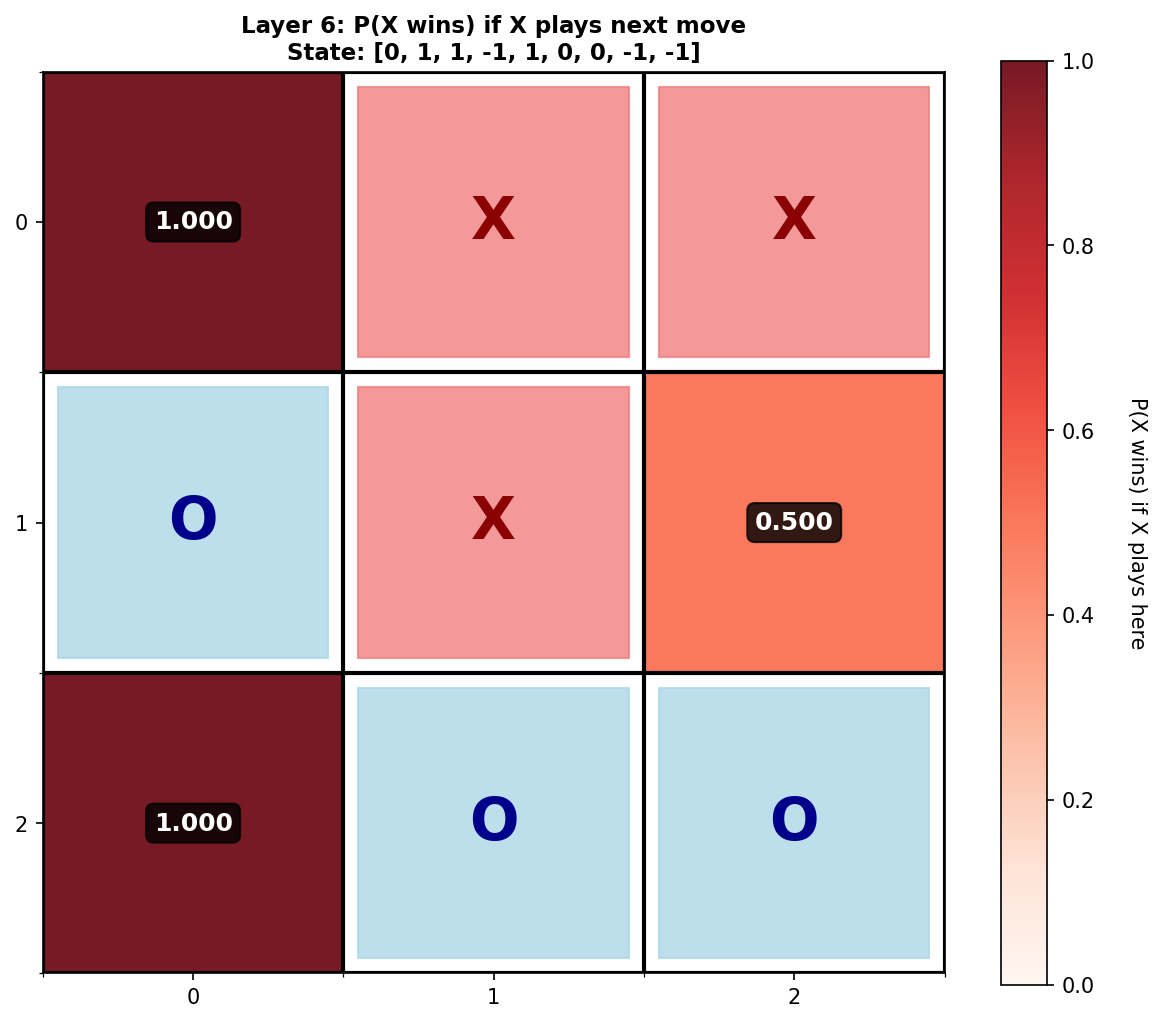 Layer 6: P(X wins) if X plays next move
State: [0, 1, 1, -1, 1, 0, 0, -1, -1]
0
1.000
X
X
1
O
X
0.500
2
1.000
O
O
0
1
2
1.0
0.8
0.6
0.4
0.2
0.0
P(X wins) if X plays here